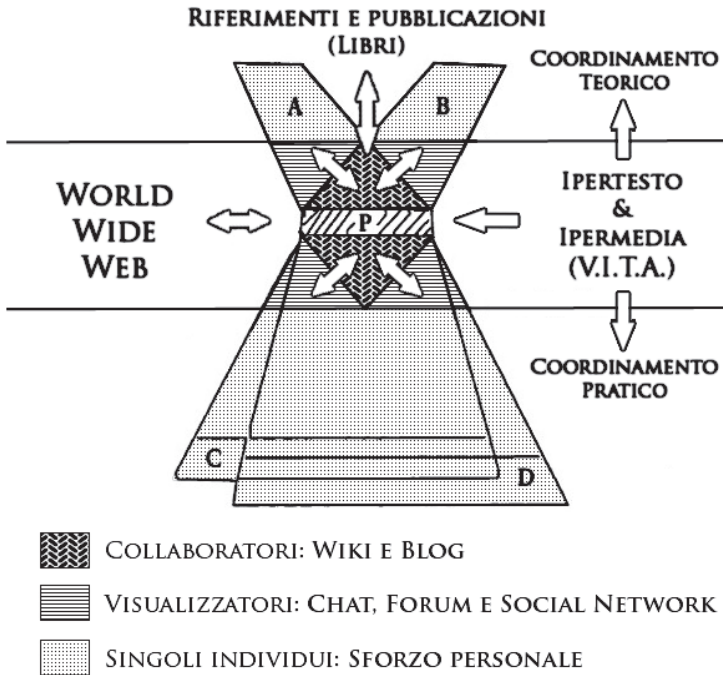 RIFERIMENTI E PUBBLICAZIONI
(LIBRI)
COORDINAMENTO
TEORICO
A
B
WORLD
WIDE
WEB
P
IPERTESTO
&
IPERMEDIA
(V.I.T.A.)
COORDINAMENTO
PRATICO
C
D
COLLABORATORI: WIKI E BLOG
VISUALIZZATORI: CHAT, FORUM E SOCIAL NETWORK
SINGOLI INDIVIDUI: SFORZO PERSONALE